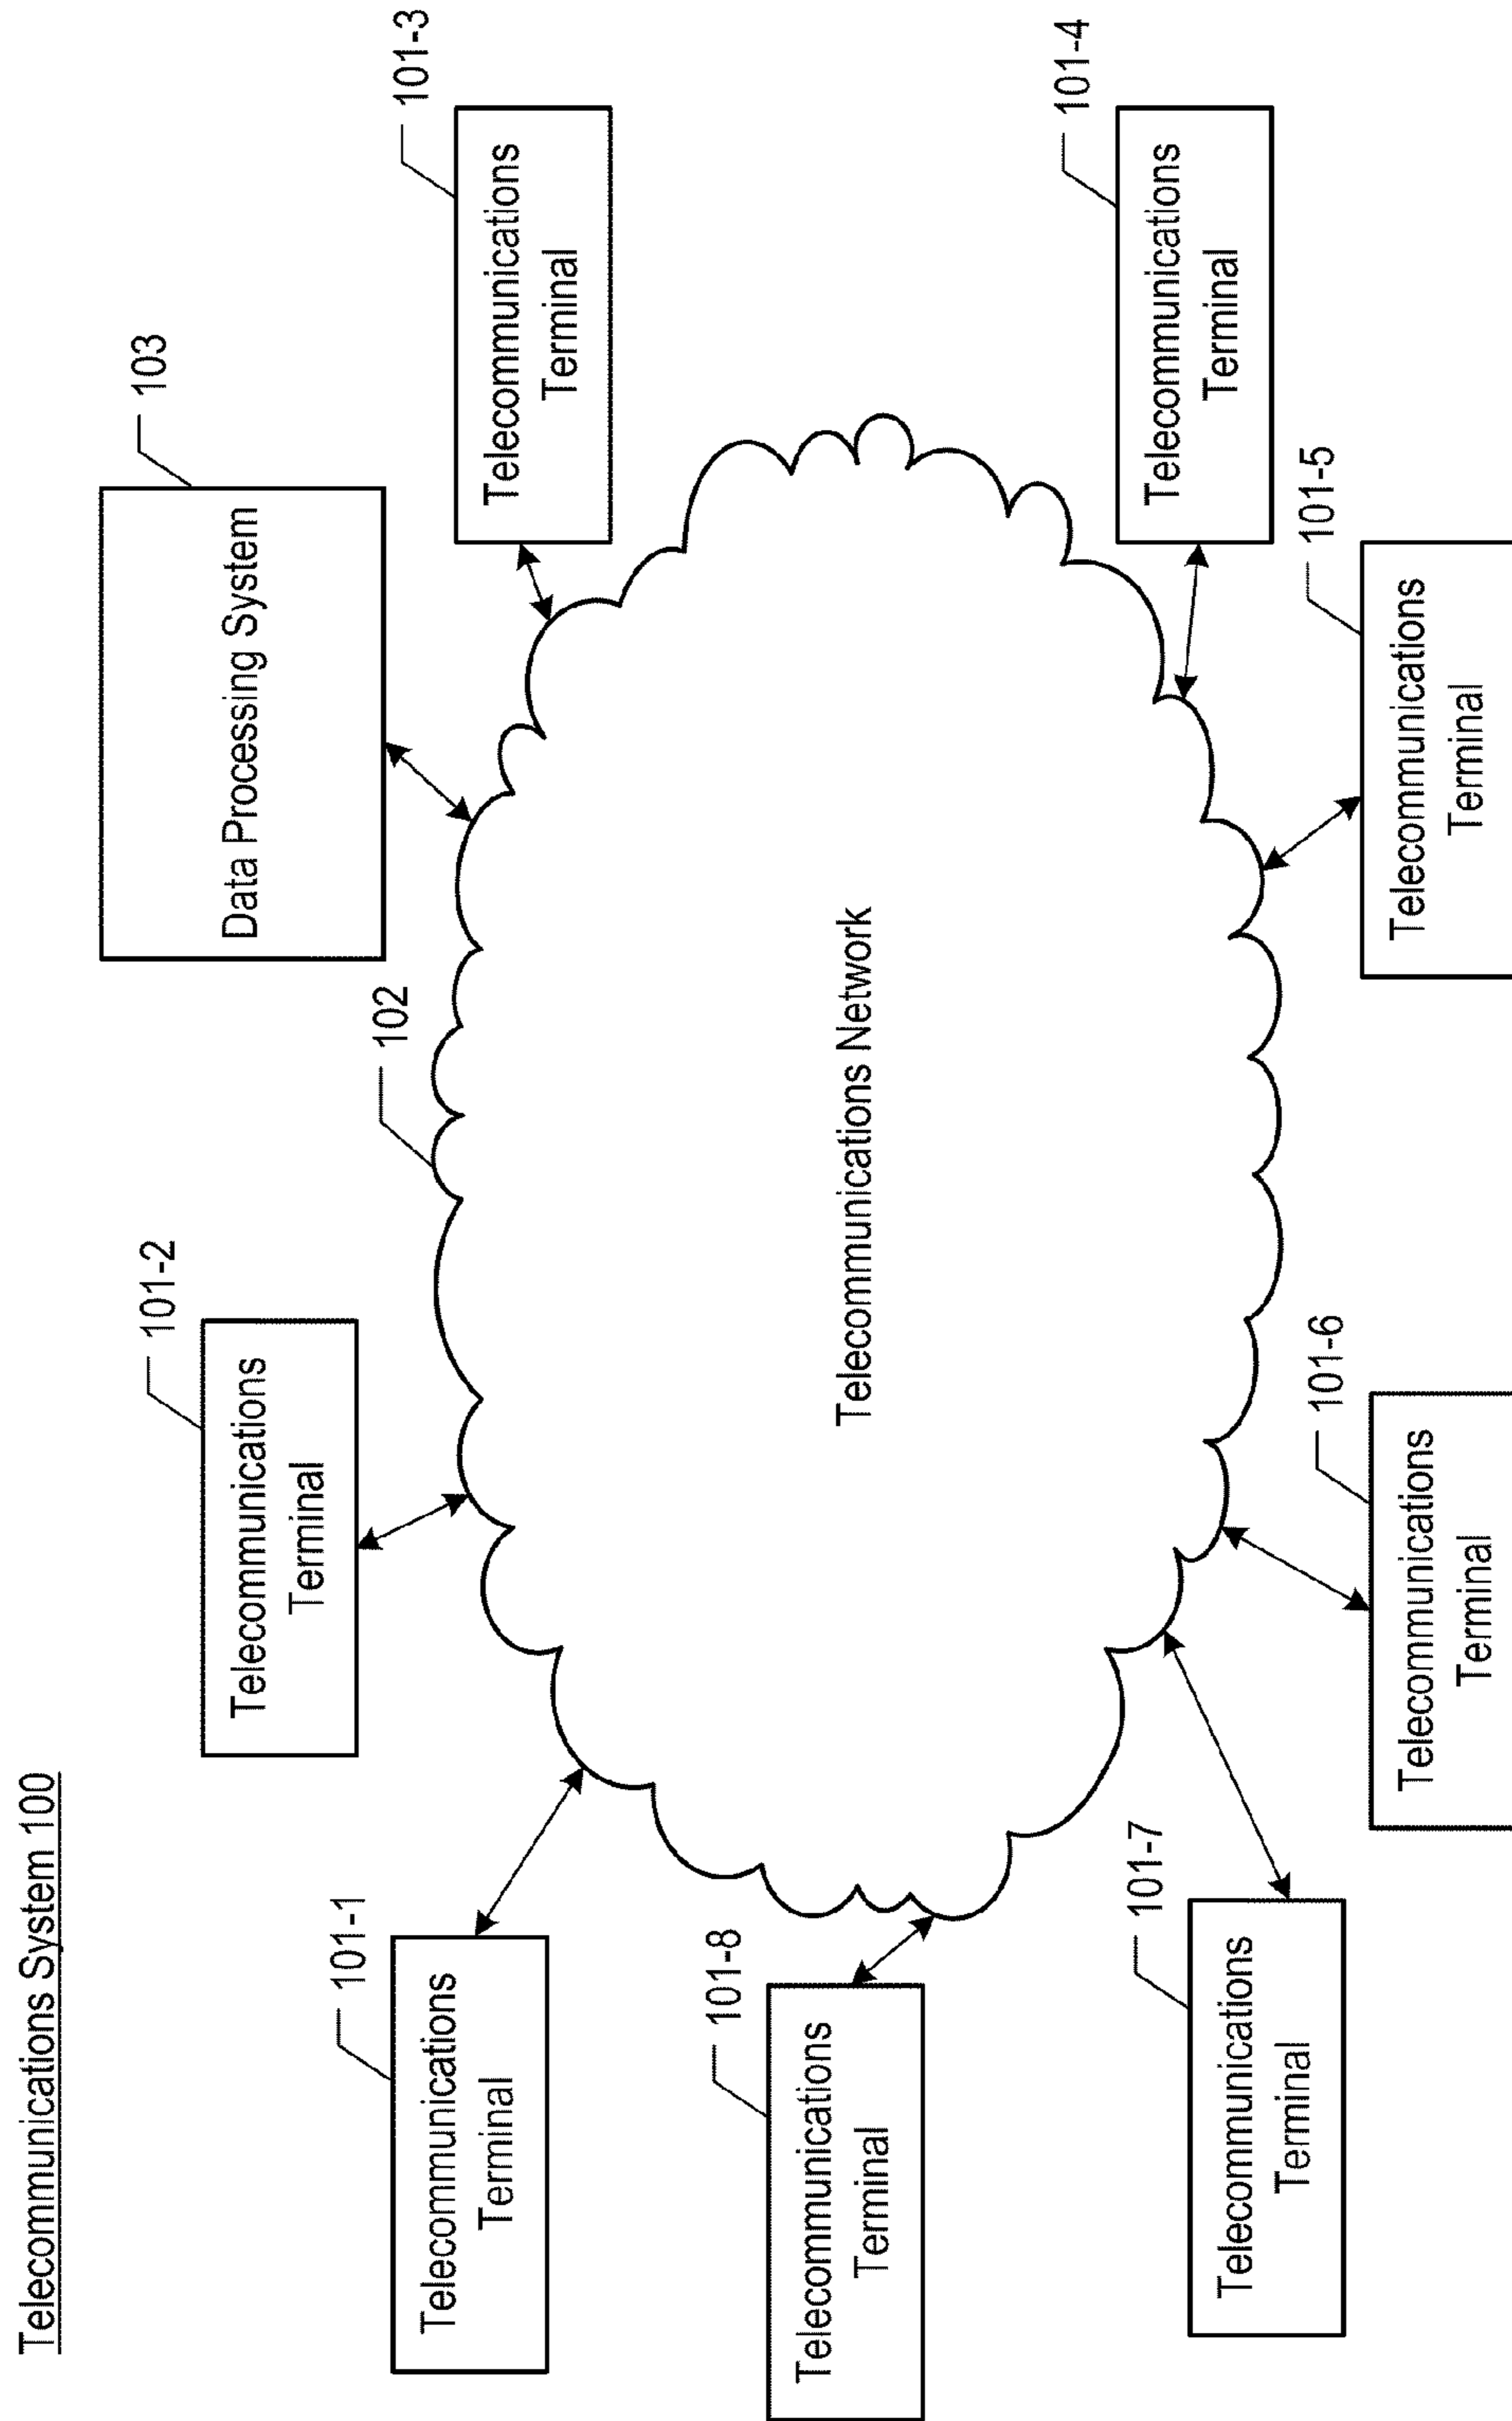 Telecommunications System 100
101-1
Telecommunications
Terminal
101-2
Telecommunications
Terminal
102
103
Data Processing System
101-3
Telecommunications
Terminal
Telecommunications Network
101-8
Telecommunications
Terminal
101-4
Telecommunications
Terminal
101-7
Telecommunications
Terminal
101-6
Telecommunications
Terminal
101-5
Telecommunications
Terminal